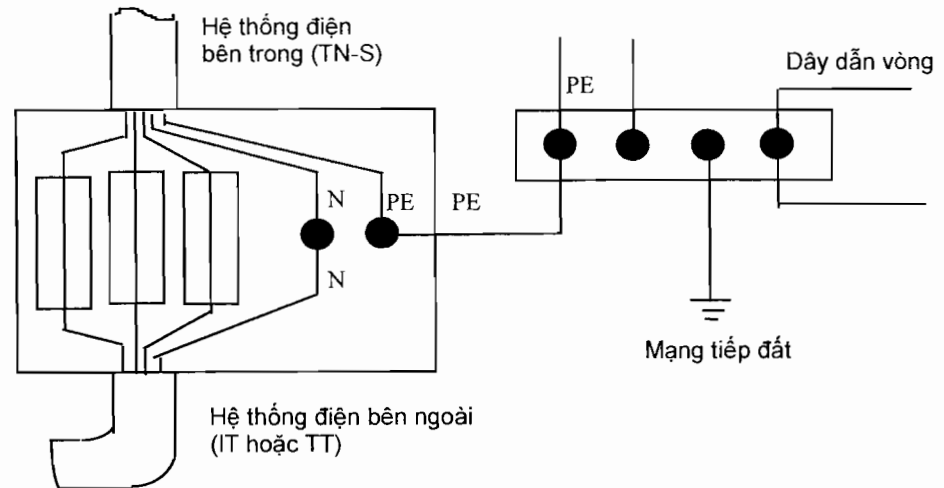 Hệ thống điện
bên trong (TN-S)
PE
Dây dẫn vòng
N
PE
PE
N
Mạng tiếp đất
Hệ thống điện bên ngoài
(IT hoặc TT)